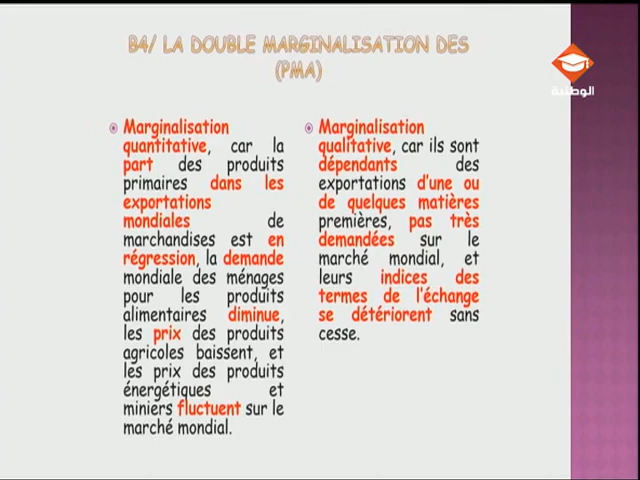 B4/ LA DOUBLE MARGINALISATION DES
(PMA)
الوطنية
Marginalisation
quantitative, car la
part des produits
primaires dans les
exportations
mondiales de
marchandises est en
régression, la demande
mondiale des ménages
pour les produits
alimentaires diminue,
les prix des produits
agricoles baissent, et
les prix des produits
énergétiques et
miniers fluctuent sur le
marché mondial.
Marginalisation
qualitative, car ils sont
dépendants des
exportations d'une ou
de quelques matières
premières, pas très
demandées sur le
marché mondial, et
leurs indices des
termes de l'échange
se détériorent sans
cesse.